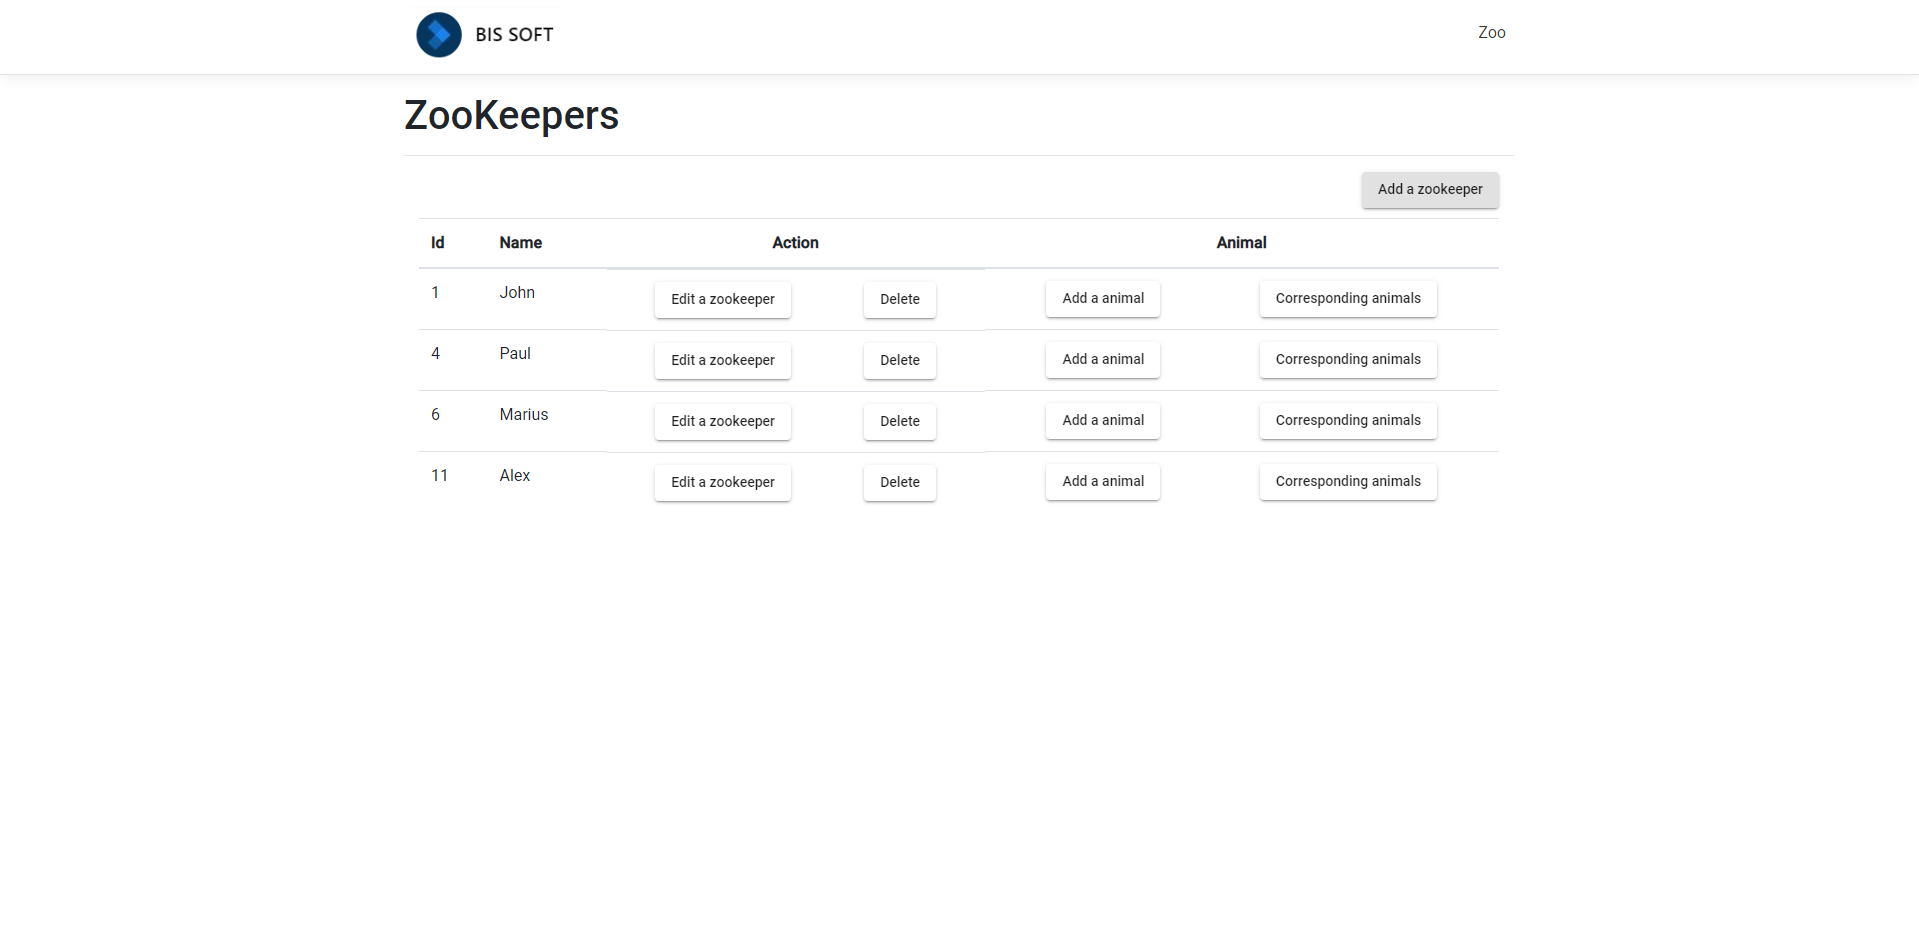 BIS SOFT
Zoo
ZooKeepers
Add a zookeeper
Id Name Action Animal
1 John Edit a zookeeper Delete Add a animal Corresponding animals
4 Paul Edit a zookeeper Delete Add a animal Corresponding animals
6 Marius Edit a zookeeper Delete Add a animal Corresponding animals
11 Alex Edit a zookeeper Delete Add a animal Corresponding animals